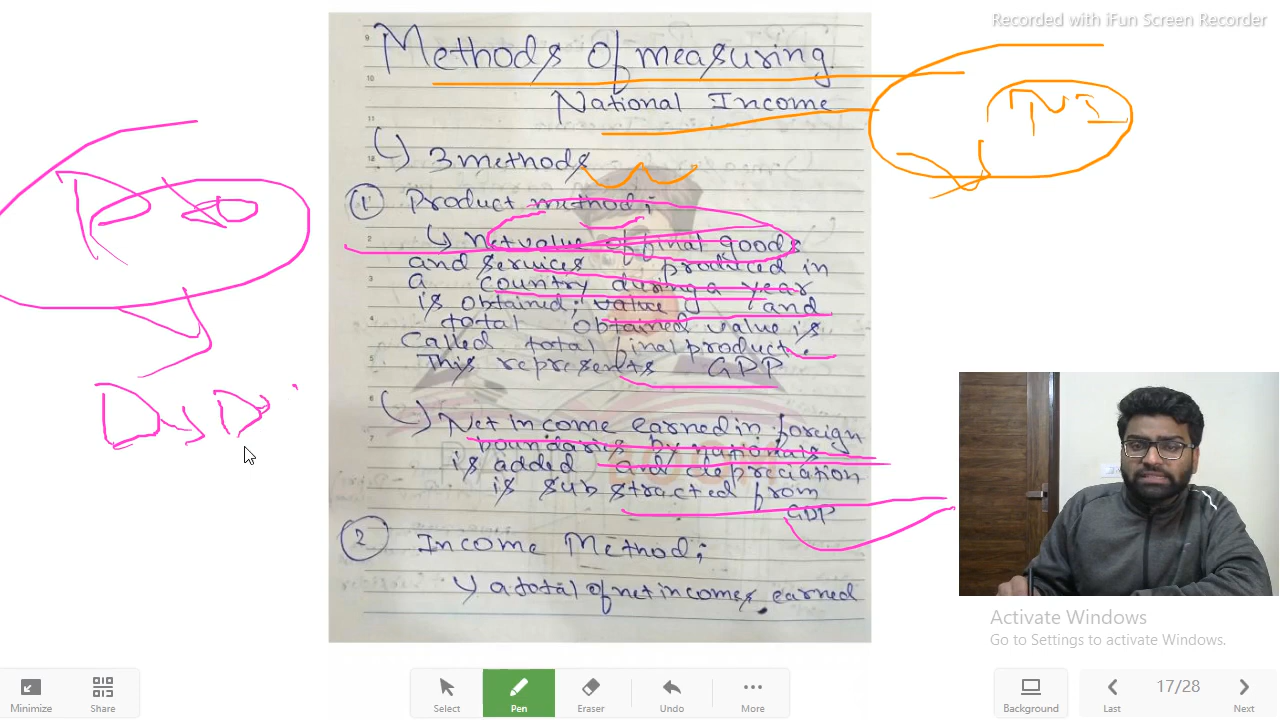 Recorded with iFun Screen Recorder
Methods of measuring
National Income
3 methods
① Product method;
↳ Net value of final goods
and services produced in
a country during a year
is obtained; value and
total obtained value is
called total final product.
This represents GDP
↳ Net income earned in foreign
boundaries by nationals
is added and depreciation
is substracted from
GDP
② Income Method;
↳ a total of net incomes earned
Activate Windows
Go to Settings to activate Windows.
Minimize
Share
Select
Pen
Eraser
Undo
More
Background
Last
17/28
Next